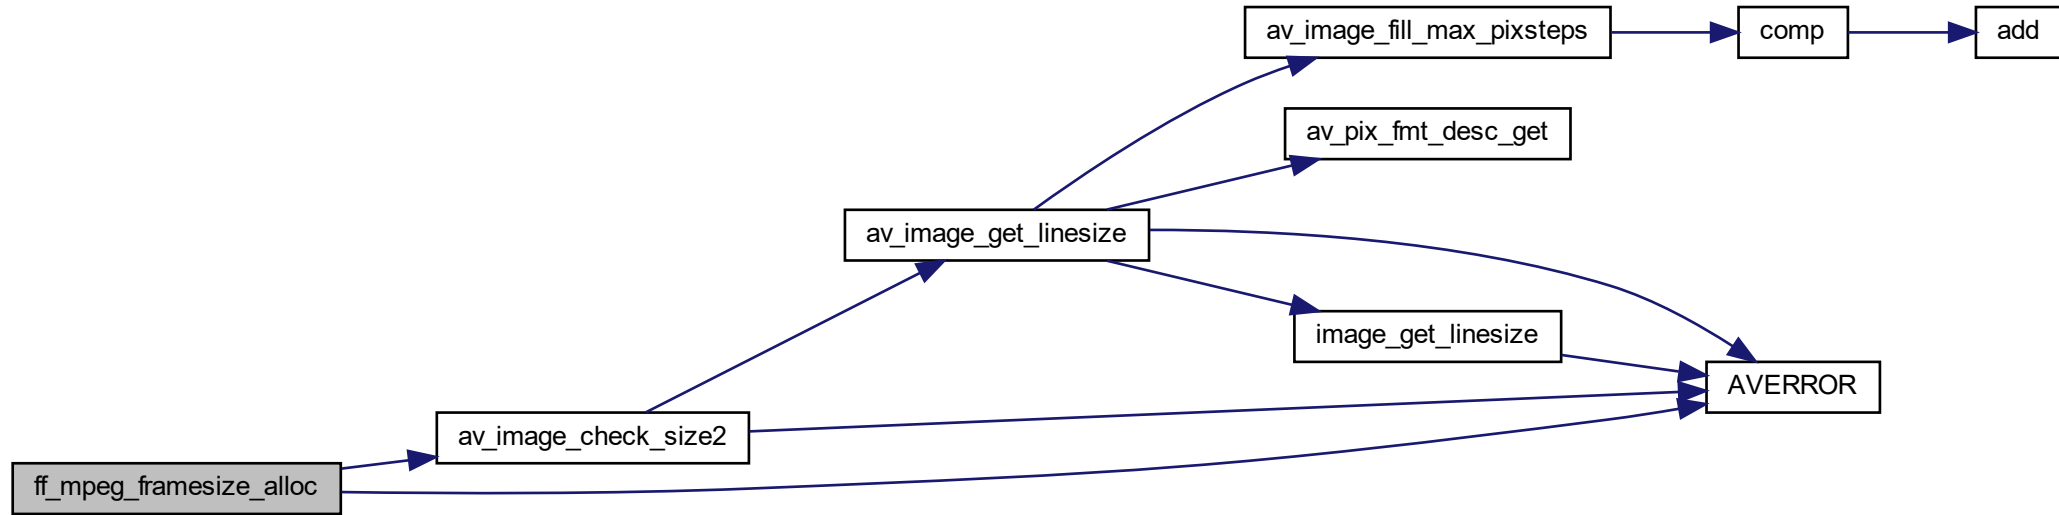 av_image_fill_max_pixsteps
comp
add
av_pix_fmt_desc_get
av_image_get_linesize
image_get_linesize
AVERROR
av_image_check_size2
ff_mpeg_framesize_alloc